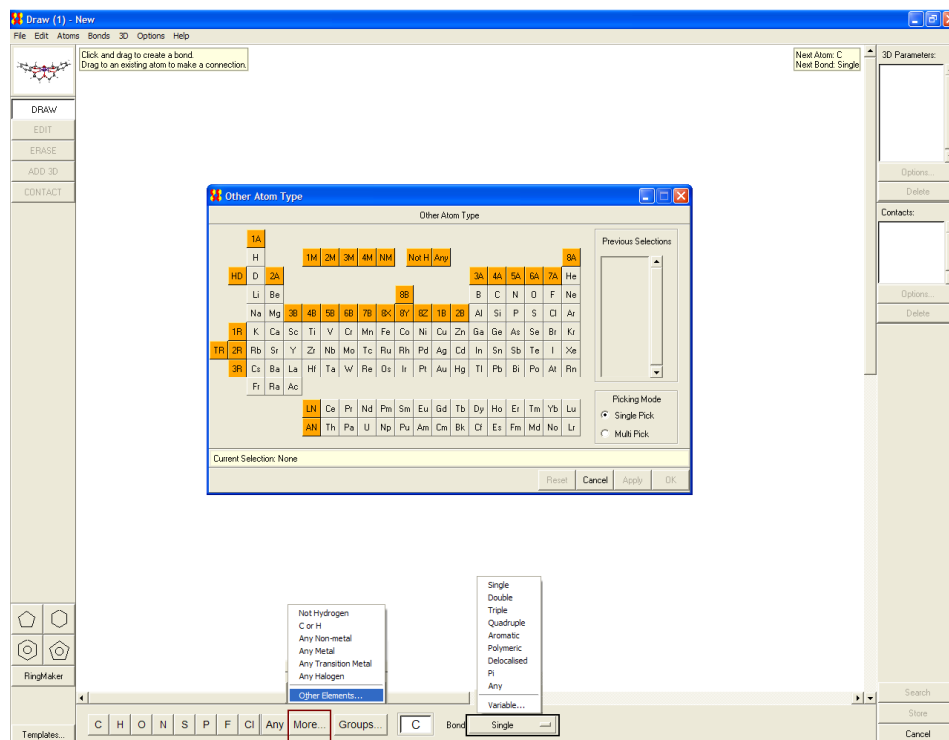 Draw (1) - New
File Edit Atoms Bonds 3D Options Help
Click and drag to create a bond.
Drag to an existing atom to make a connection.
Next Atom: C
Next Bond: Single
3D Parameters:
DRAW
EDIT
ERASE
ADD 3D
CONTACT
Options...
Delete
Contacts:
Options...
Delete
Other Atom Type
Other Atom Type
1A
H 1M 2M 3M 4M NM Not H Any 8A
HD D 2A 3A 4A 5A 6A 7A He
Li Be 8B B C N O F Ne
Na Mg 3B 4B 5B 6B 7B 8X 8Y 8Z 1B 2B Al Si P S Cl Ar
1R K Ca Sc Ti V Cr Mn Fe Co Ni Cu Zn Ga Ge As Se Br Kr
TR 2R Rb Sr Y Zr Nb Mo Tc Ru Rh Pd Ag Cd In Sn Sb Te I Xe
3R Cs Ba La Hf Ta W Re Os Ir Pt Au Hg Tl Pb Bi Po At Rn
Fr Ra Ac
LN Ce Pr Nd Pm Sm Eu Gd Tb Dy Ho Er Tm Yb Lu
AN Th Pa U Np Pu Am Cm Bk Cf Es Fm Md No Lr
Previous Selections
Picking Mode
Single Pick
Multi Pick
Current Selection: None
Reset Cancel Apply OK
Not Hydrogen
C or H
Any Non-metal
Any Metal
Any Transition Metal
Any Halogen
Other Elements...
Single
Double
Triple
Quadruple
Aromatic
Polymeric
Delocalised
Pi
Any
Variable...
RingMaker
Templates...
C H O N S P F Cl Any More... Groups... C Bond Single
Search
Store
Cancel